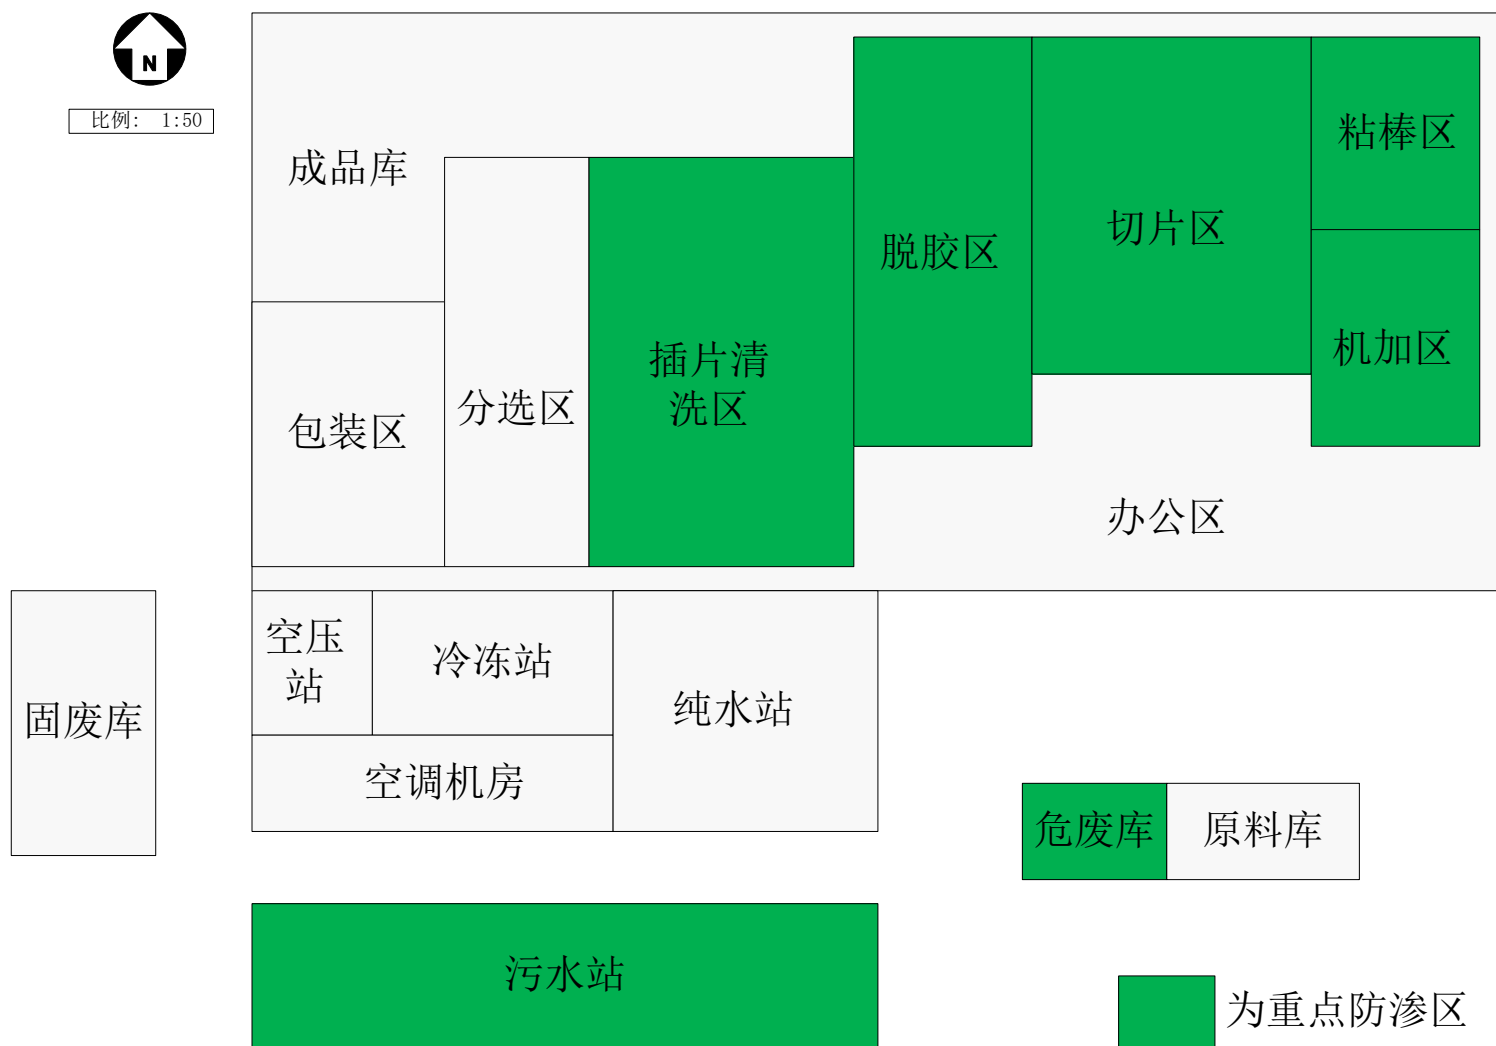 N
比例: 1:50
成品库
粘棒区
切片区
脱胶区
机加区
插片清
洗区
分选区
包装区
办公区
空压
站
冷冻站
纯水站
固废库
空调机房
危废库
原料库
污水站
为重点防渗区